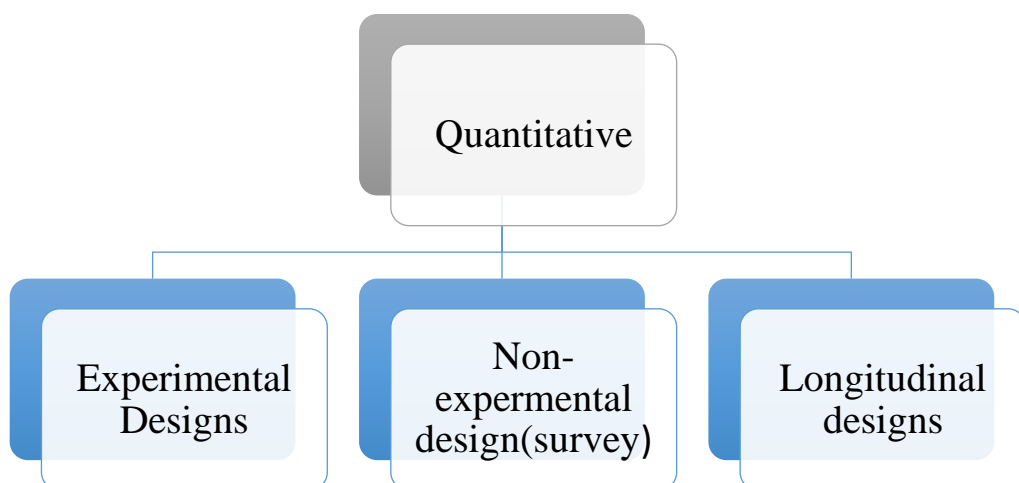 Quantitative
Experimental
Designs
Non-
expermental
design(survey)
Longitudinal
designs